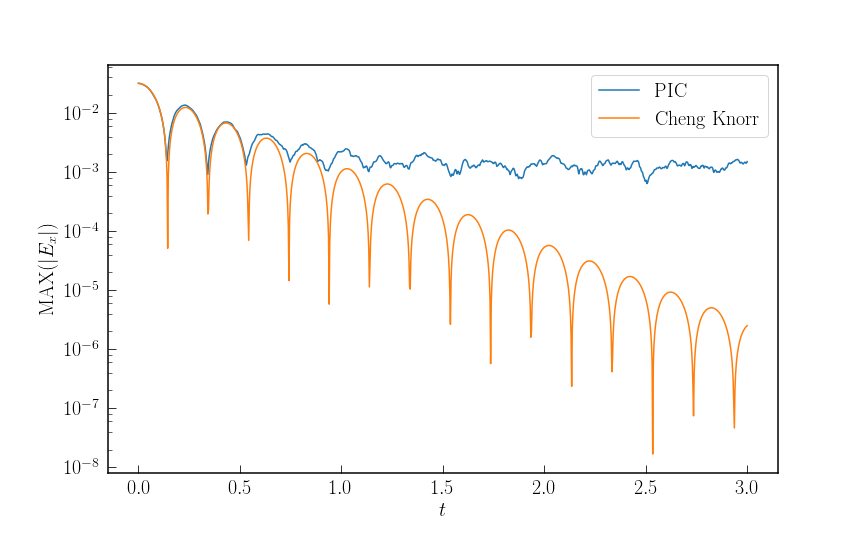 PIC
Cheng Knorr
MAX(|E_x|)
10^{-2}
10^{-3}
10^{-4}
10^{-5}
10^{-6}
10^{-7}
10^{-8}
0.0 0.5 1.0 1.5 2.0 2.5 3.0
t